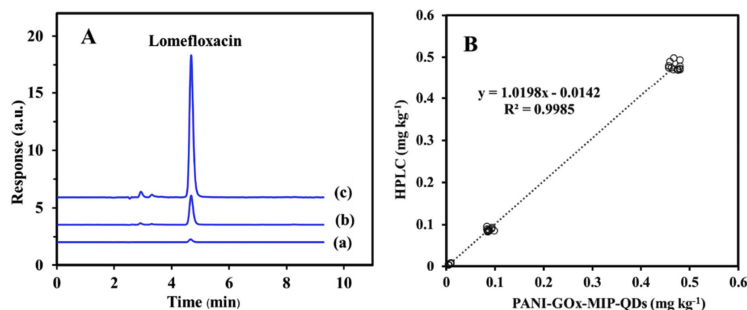 A
Lomefloxacin
20
15
10
5
0
Response (a.u.)
(c)
(b)
(a)
0 2 4 6 8 10
Time (min)
B
0.6
0.5
0.4
0.3
0.2
0.1
0
HPLC (mg kg⁻¹)
y = 1.0198x - 0.0142
R² = 0.9985
0 0.1 0.2 0.3 0.4 0.5 0.6
PANI-GOx-MIP-QDs (mg kg⁻¹)